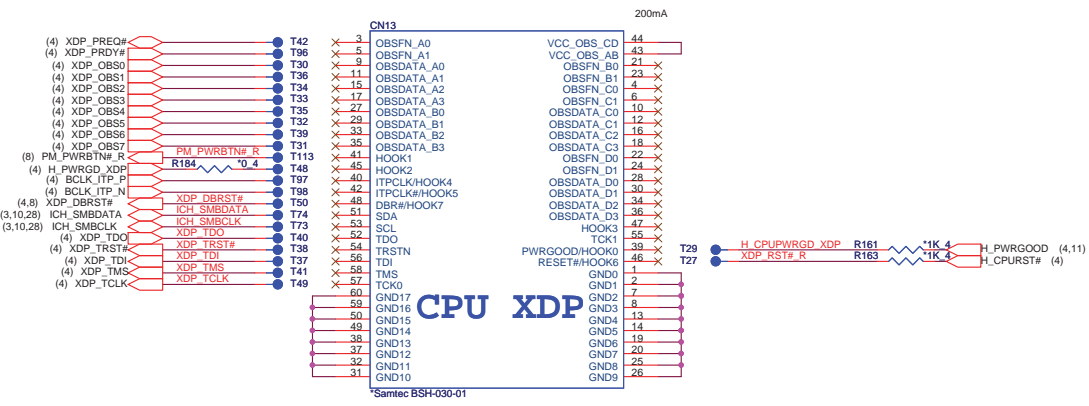 200mA
CN13
(4) XDP_PREQ# T42 3 OBSFN_A0 VCC_OBS_CD 44
(4) XDP_PRDY# T96 5 OBSFN_A1 VCC_OBS_AB 43
(4) XDP_OBS0 T30 9 OBSDATA_A0 OBSFN_B0 21
(4) XDP_OBS1 T36 11 OBSDATA_A1 OBSFN_B1 23
(4) XDP_OBS2 T34 15 OBSDATA_A2 OBSFN_C0 4
(4) XDP_OBS3 T33 17 OBSDATA_A3 OBSFN_C1 6
(4) XDP_OBS4 T35 27 OBSDATA_B0 OBSDATA_C0 10
(4) XDP_OBS5 T32 29 OBSDATA_B1 OBSDATA_C1 12
(4) XDP_OBS6 T39 33 OBSDATA_B2 OBSDATA_C2 16
(4) XDP_OBS7 T31 35 OBSDATA_B3 OBSDATA_C3 18
(8) PM_PWRBTN#_R PM_PWRBTN#_R T113 41 HOOK1 OBSFN_D0 22
(4) H_PWRGD_XDP R184 *0_4 T48 45 HOOK2 OBSFN_D1 24
(4) BCLK_ITP_P T97 40 ITPCLK/HOOK4 OBSDATA_D0 28
(4) BCLK_ITP_N T98 42 ITPCLK#/HOOK5 OBSDATA_D1 30
(4,8) XDP_DBRST# XDP_DBRST# T50 48 DBR#/HOOK7 OBSDATA_D2 34
(3,10,28) ICH_SMBDATA ICH_SMBDATA T74 51 SDA OBSDATA_D3 36
(3,10,28) ICH_SMBCLK ICH_SMBCLK T73 53 SCL HOOK3 47
(4) XDP_TDO XDP_TDO T40 52 TDO TCK1 55
(4) XDP_TRST# XDP_TRST# T38 54 TRSTN PWRGOOD/HOOK0 39 T29 H_CPUPWRGD_XDP R161 *1K_4 H_PWRGOOD (4,11)
(4) XDP_TDI XDP_TDI T37 56 TDI RESET#/HOOK6 46 T27 XDP_RST#_R R163 *1K_4 H_CPURST# (4)
(4) XDP_TMS XDP_TMS T41 58 TMS GND0 1
(4) XDP_TCLK XDP_TCLK T49 57 TCK0 GND1 2
60 GND17 GND2 7
59 GND16 GND3 8
50 GND15 GND4 13
49 GND14 GND5 14
38 GND13 GND6 19
37 GND12 GND7 20
32 GND11 GND8 25
31 GND10 GND9 26
CPU XDP
*Samtec BSH-030-01